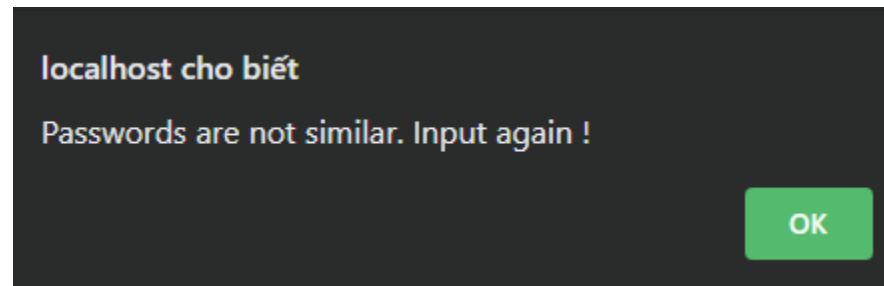 localhost cho biết
Passwords are not similar. Input again !
OK